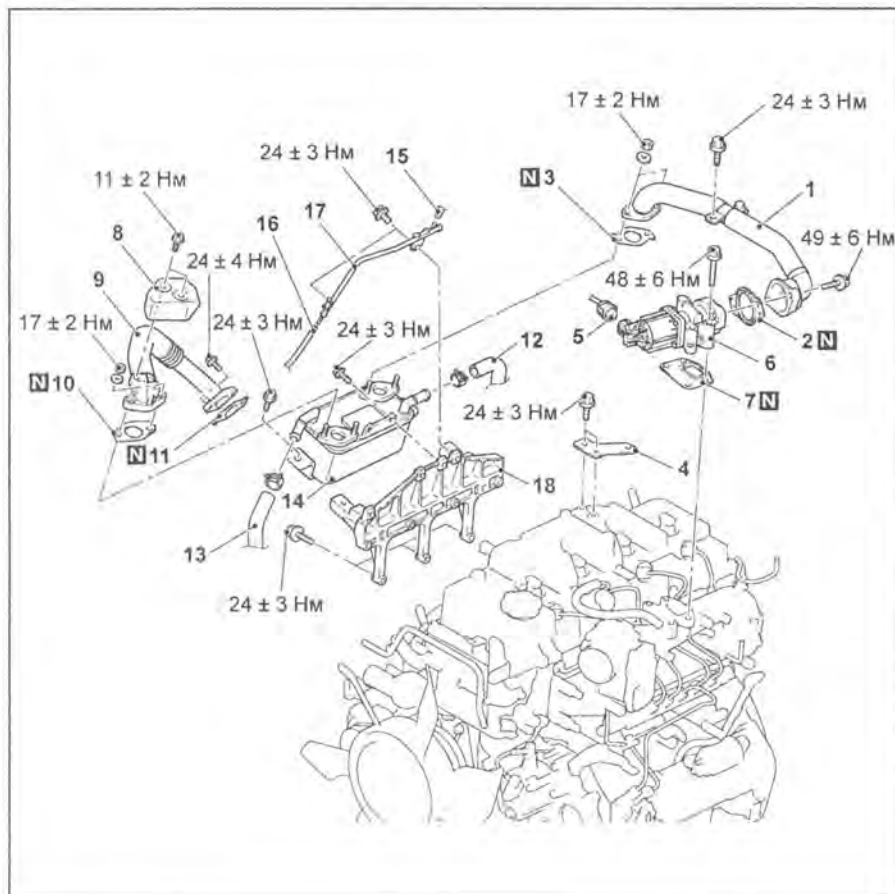 17 ± 2 Нм
24 ± 3 Нм
24 ± 3 Нм
15
11 ± 2 Нм
N 3
1
17
16
8
49 ± 6 Нм
9
24 ± 4 Нм
48 ± 6 Нм
24 ± 3 Нм
17 ± 2 Нм
24 ± 3 Нм
12
5
2 N
6
N 10
24 ± 3 Нм
7 N
N 11
4
18
14
13
24 ± 3 Нм